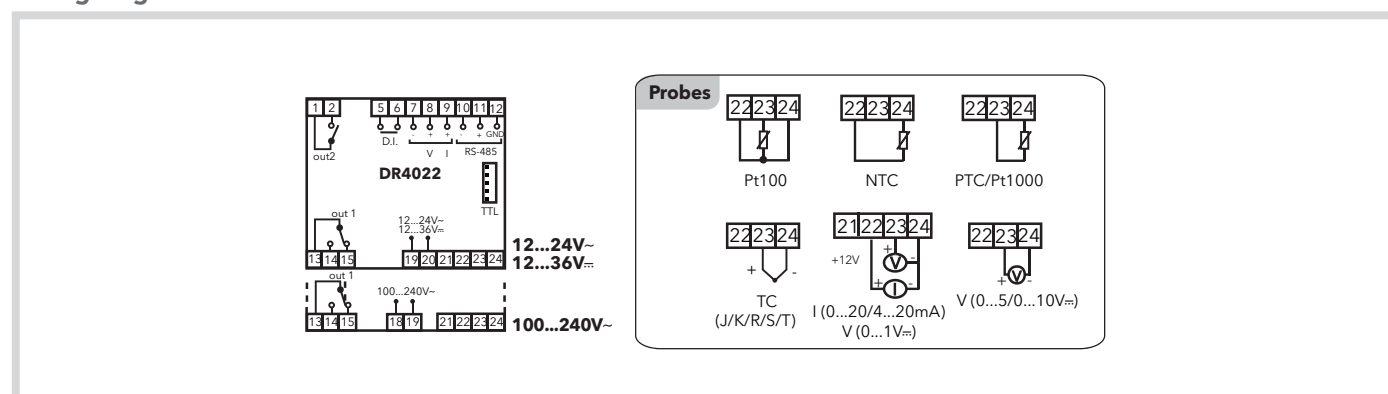 1 2 5 6 7 8 9 10 11 12
- + + - + GND
D.I.
V I RS-485
out2
DR4022
TTL
out 1
12...24V~
12...36V⎓
13 14 15 19 20 21 22 23 24
12...24V~
12...36V⎓
out 1
100...240V~
13 14 15 18 19 21 22 23 24
100...240V~
Probes
22 23 24
Pt100
22 23 24
NTC
22 23 24
PTC/Pt1000
22 23 24
+ -
TC
(J/K/R/S/T)
21 22 23 24
+12V
+ V -
+ I -
I (0...20/4...20mA)
V (0...1V⎓)
22 23 24
+ V -
V (0...5/0...10V⎓)